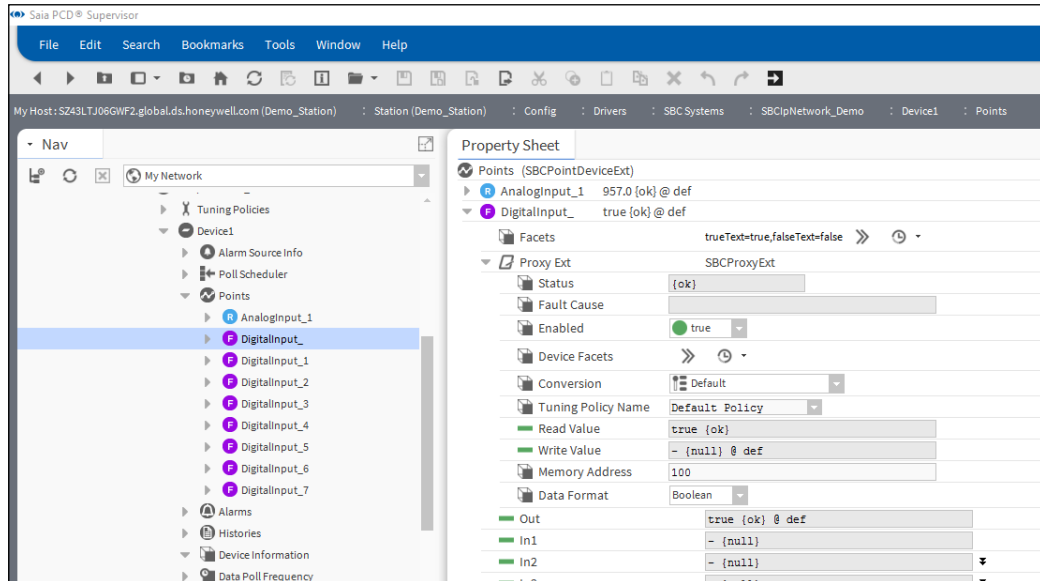 Saia PCD® Supervisor
File Edit Search Bookmarks Tools Window Help
My Host : SZ43LTJ06GWF2.global.ds.honeywell.com (Demo_Station) : Station (Demo_Station) : Config : Drivers : SBC Systems : SBCIpNetwork_Demo : Device1 : Points
Nav
My Network
Tuning Policies
Device1
Alarm Source Info
Poll Scheduler
Points
R AnalogInput_1
F DigitalInput_
F DigitalInput_1
F DigitalInput_2
F DigitalInput_3
F DigitalInput_4
F DigitalInput_5
F DigitalInput_6
F DigitalInput_7
Alarms
Histories
Device Information
Data Poll Frequency
Property Sheet
Points (SBCPointDeviceExt)
R AnalogInput_1 957.0 {ok} @ def
F DigitalInput_ true {ok} @ def
Facets trueText=true,falseText=false
Proxy Ext SBCProxyExt
Status {ok}
Fault Cause
Enabled true
Device Facets
Conversion Default
Tuning Policy Name Default Policy
Read Value true {ok}
Write Value - {null} @ def
Memory Address 100
Data Format Boolean
Out true {ok} @ def
In1 - {null}
In2 - {null}